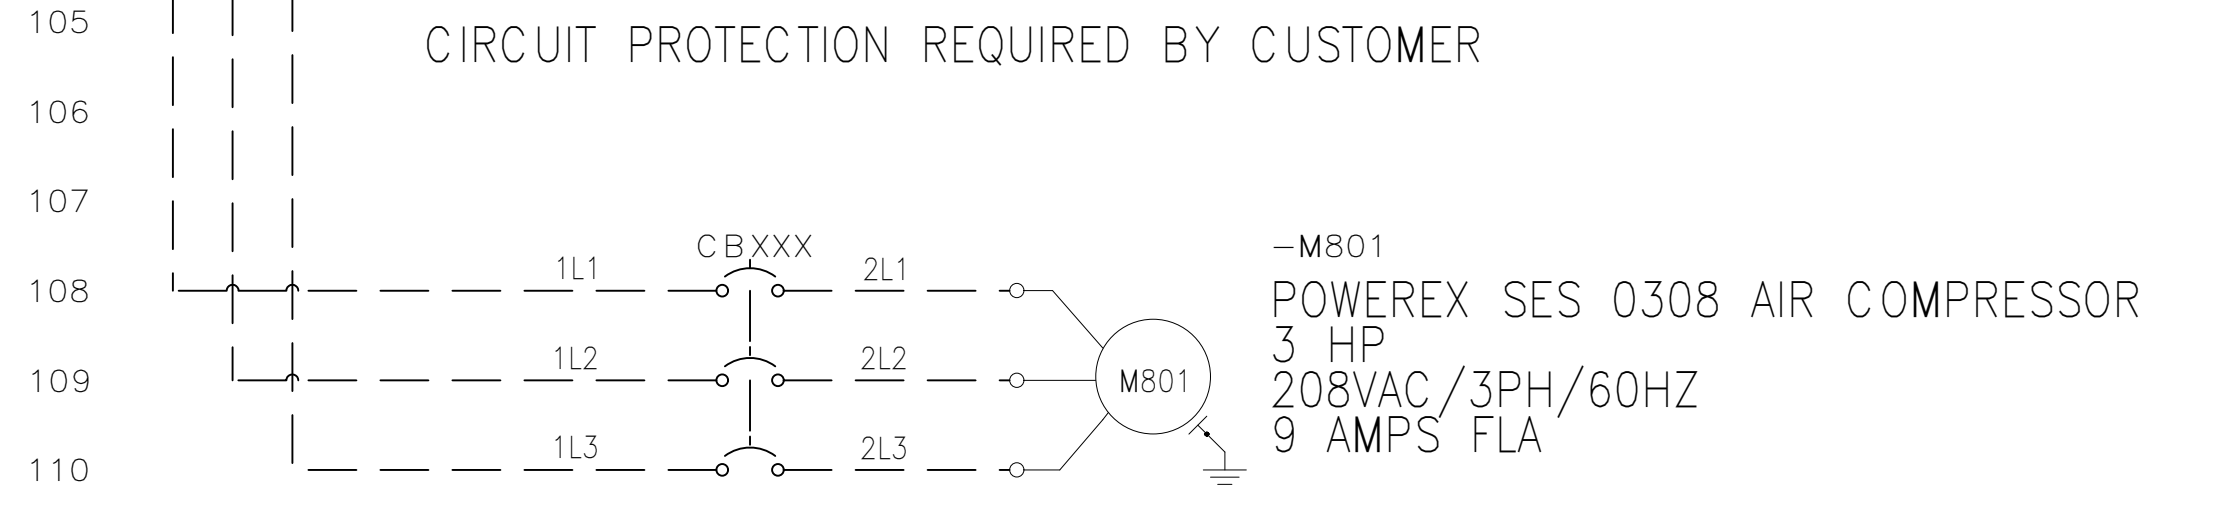 105
CIRCUIT PROTECTION REQUIRED BY CUSTOMER
106
107
CBXXX
-M801
1L1
2L1
108
POWEREX SES 0308 AIR COMPRESSOR
3 HP
1L2
2L2
109
M801
208VAC/3PH/60HZ
9 AMPS FLA
1L3
2L3
110